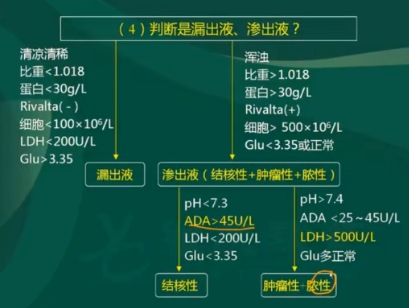 （4）判断是漏出液、渗出液？
清凉清稀
比重<1.018
蛋白<30g/L
Rivalta(-)
细胞<100×10⁶/L
LDH<200U/L
Glu>3.35
浑浊
比重>1.018
蛋白>30g/L
Rivalta(+)
细胞> 500×10⁶/L
Glu<3.35或正常
漏出液
渗出液（结核性+肿瘤性+脓性）
pH<7.3
ADA>45U/L
LDH<200U/L
Glu<3.35
pH>7.4
ADA <25~45U/L
LDH>500U/L
Glu多正常
结核性
肿瘤性+脓性